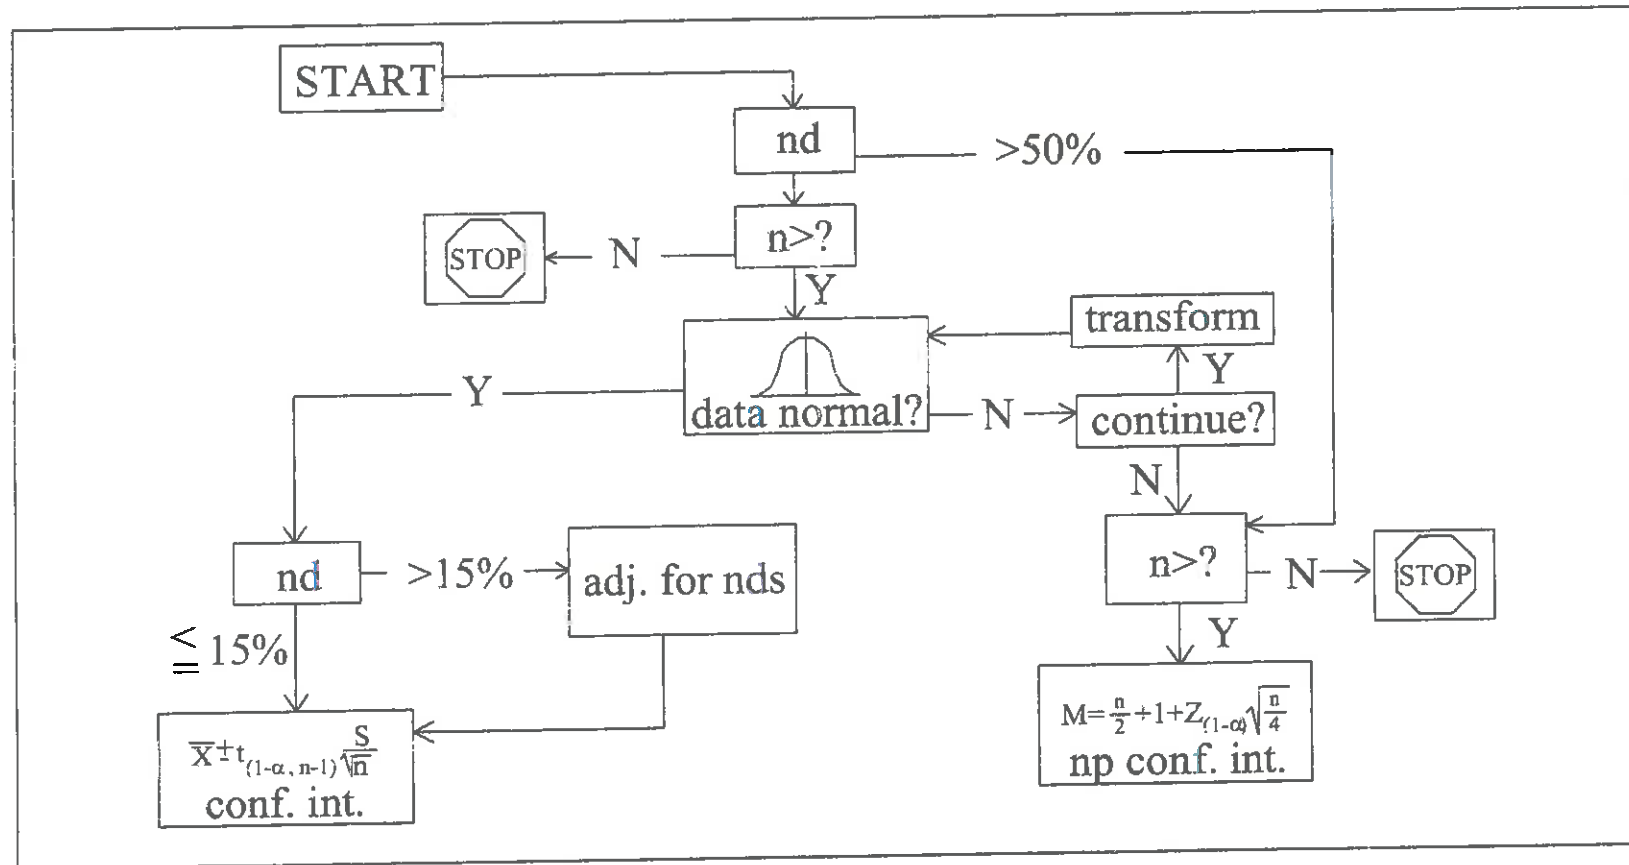 START
nd
>50%
n>?
N
STOP
Y
transform
Y
data normal?
Y
N
continue?
N
nd
>15%
adj. for nds
n>?
N
STOP
≦ 15%
Y
X̅±t(1-α, n-1) S/√n
conf. int.
M=n/2+1+Z(1-α)√n/4
np conf. int.